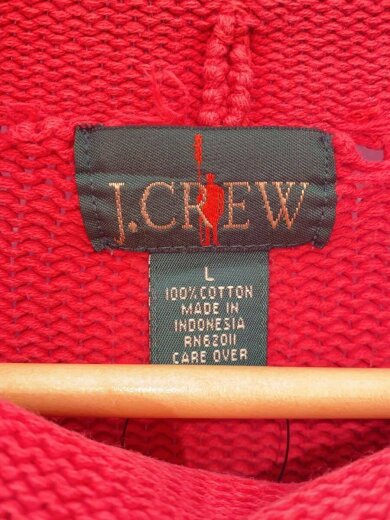 J.CREW
L
100% COTTON
MADE IN
INDONESIA
RN62011
CARE OVER